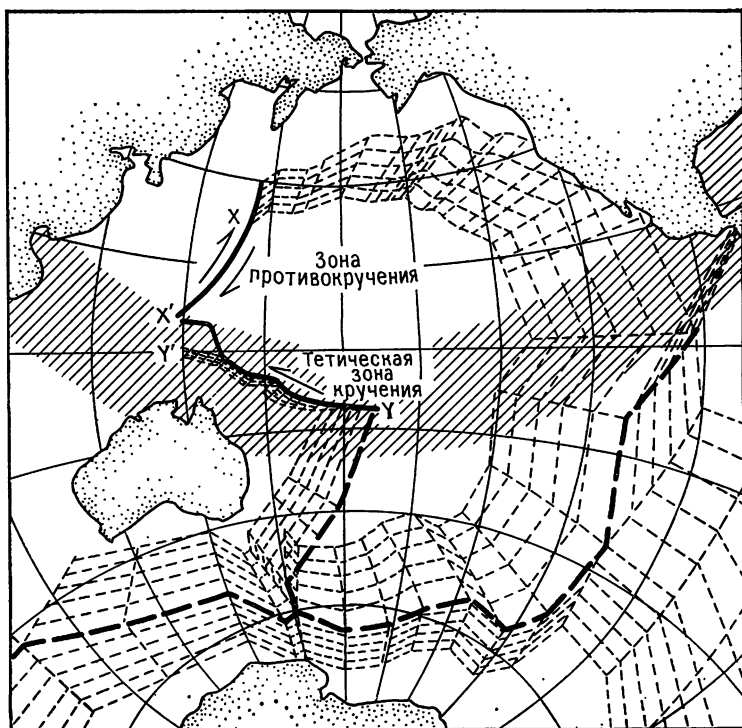 X
Зона
противокручения
X'
Y'
Тетическая
зона
кручения
Y